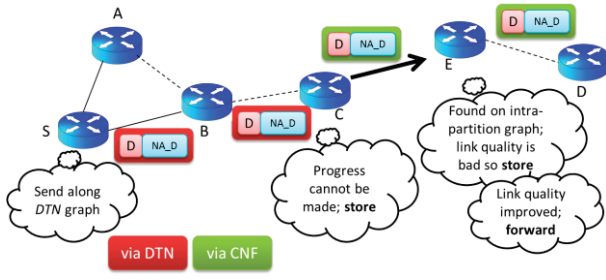 A
D NA_D
D NA_D
E
D
S
B
C
D NA_D
D NA_D
Send along
DTN graph
Progress
cannot be
made; store
Found on intra-
partition graph;
link quality is
bad so store
Link quality
improved;
forward
via DTN
via CNF